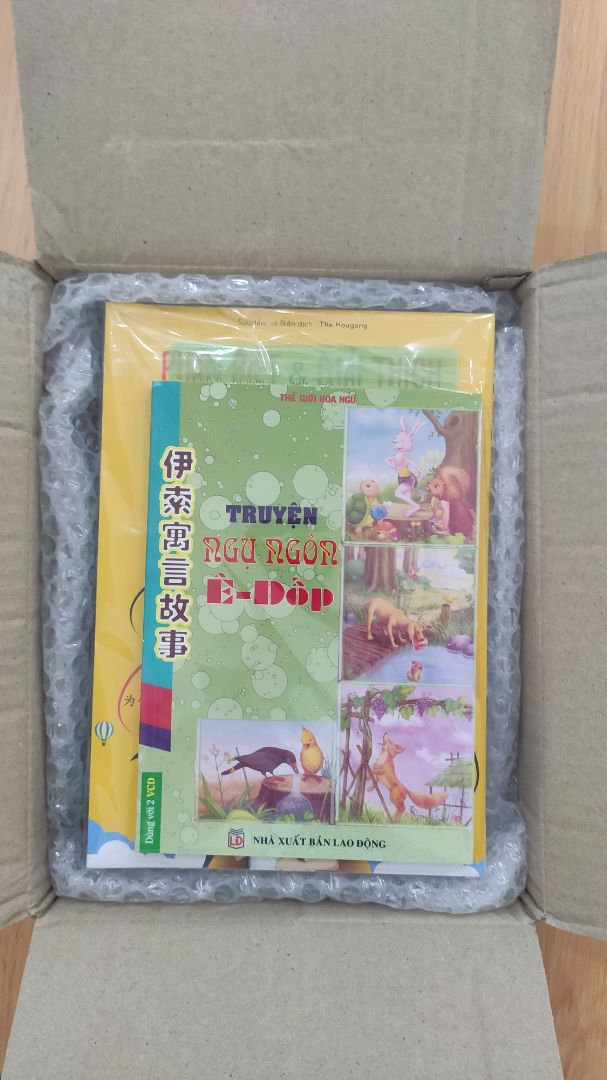 Sưu tầm và Biên dịch : The Hougong
THẾ GIỚI HOA NGỮ
伊索寓言故事
TRUYỆN
NGỤ NGÔN
Ê-DỐP
Dùng với 2 VCD
NHÀ XUẤT BẢN LAO ĐỘNG
为